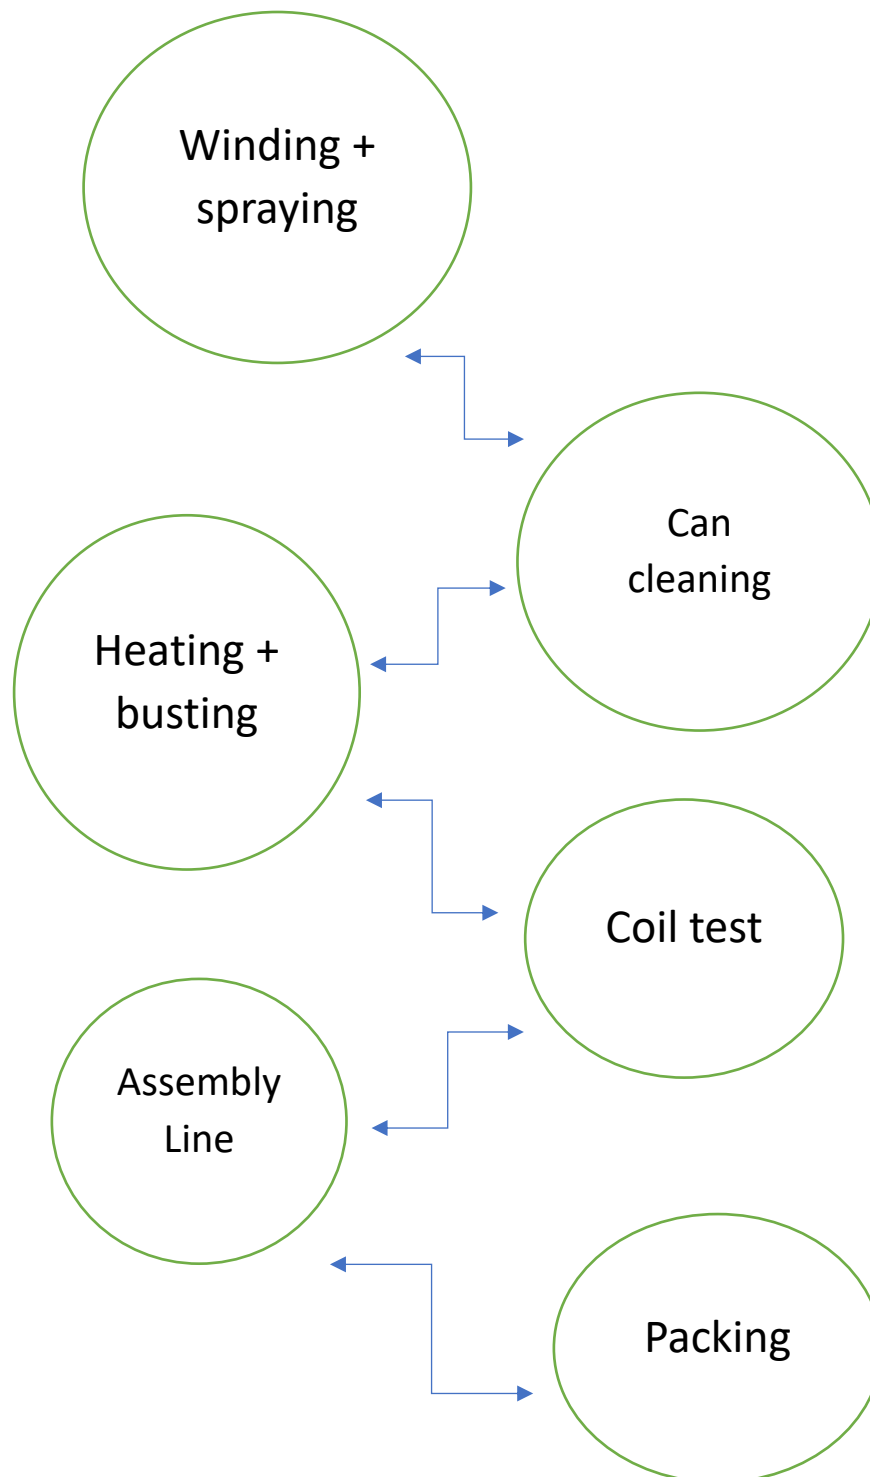 Winding +
spraying
Can
cleaning
Heating +
busting
Coil test
Assembly
Line
Packing